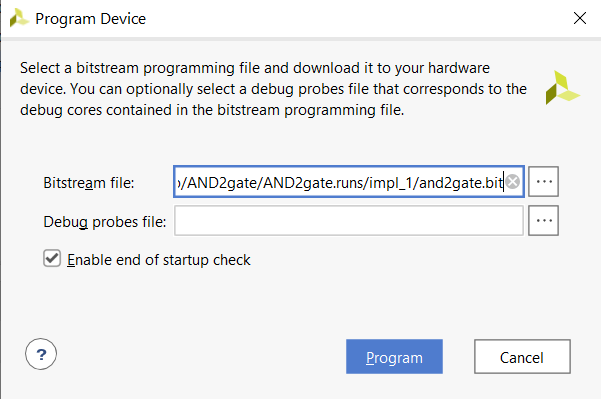 Program Device
Select a bitstream programming file and download it to your hardware
device. You can optionally select a debug probes file that corresponds to the
debug cores contained in the bitstream programming file.
Bitstream file: /AND2gate/AND2gate.runs/impl_1/and2gate.bit ...
Debug probes file: ...
Enable end of startup check
? Program Cancel